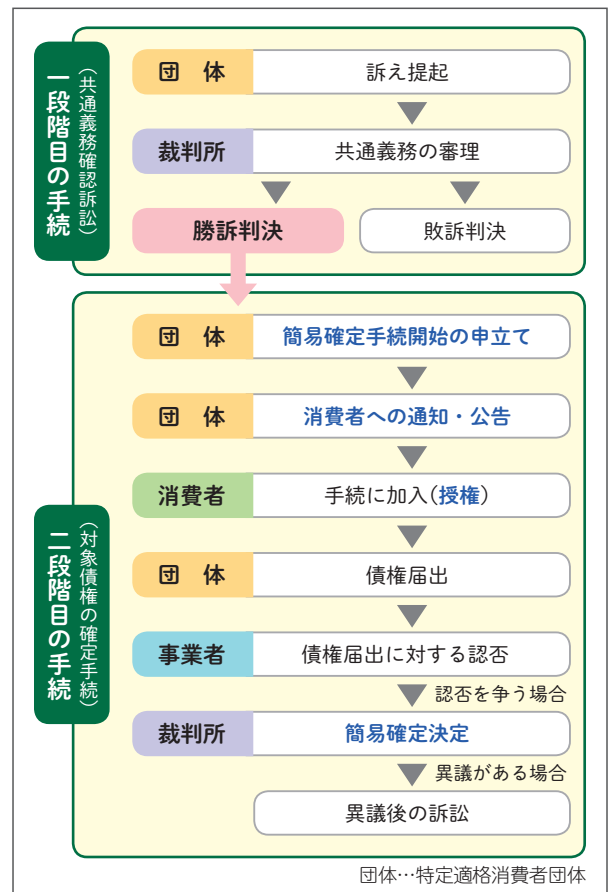 一段階目の手続
（共通義務確認訴訟）
団　体　訴え提起
裁判所　共通義務の審理
勝訴判決　敗訴判決
二段階目の手続
（対象債権の確定手続）
団　体　簡易確定手続開始の申立て
団　体　消費者への通知・公告
消費者　手続に加入（授権）
団　体　債権届出
事業者　債権届出に対する認否
認否を争う場合
裁判所　簡易確定決定
異議がある場合
異議後の訴訟
団体…特定適格消費者団体